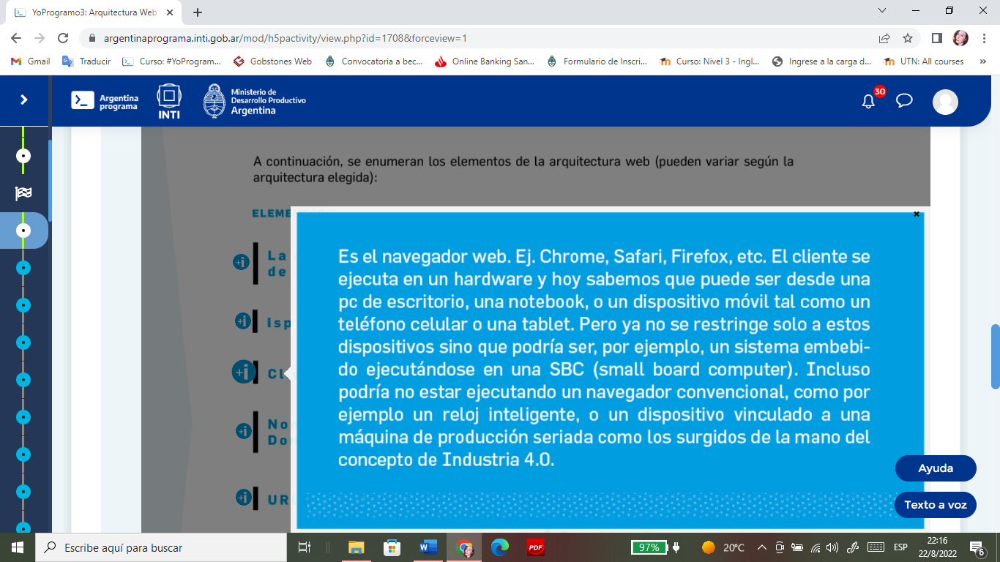 YoProgramo3: Arquitectura Web
argentinaprograma.inti.gob.ar/mod/h5pactivity/view.php?id=1708&forceview=1
Gmail
Traducir
Curso: #YoProgram...
Gobstones Web
Convocatoria a bec...
Online Banking San...
Formulario de Inscri...
Curso: Nivel 3 - Ingl...
Ingrese a la carga d...
UTN: All courses
»
Argentina
programa
INTI
Ministerio de
Desarrollo Productivo
Argentina
30
A continuación, se enumeran los elementos de la arquitectura web (pueden variar según la
arquitectura elegida):
ELEME
+i La
de
+i Isp
+i Cl
+i No
Do
+i UR
Es el navegador web. Ej. Chrome, Safari, Firefox, etc. El cliente se
ejecuta en un hardware y hoy sabemos que puede ser desde una
pc de escritorio, una notebook, o un dispositivo móvil tal como un
teléfono celular o una tablet. Pero ya no se restringe solo a estos
dispositivos sino que podría ser, por ejemplo, un sistema embebi-
do ejecutándose en una SBC (small board computer). Incluso
podría no estar ejecutando un navegador convencional, como por
ejemplo un reloj inteligente, o un dispositivo vinculado a una
máquina de producción seriada como los surgidos de la mano del
concepto de Industria 4.0.
Ayuda
Texto a voz
Escribe aquí para buscar
PDF
97%
20°C
ESP
22:16
22/8/2022
6